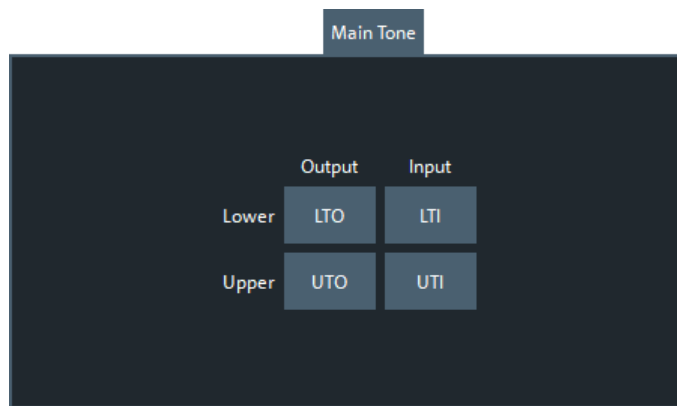 Main Tone
Output Input
Lower LTO LTI
Upper UTO UTI